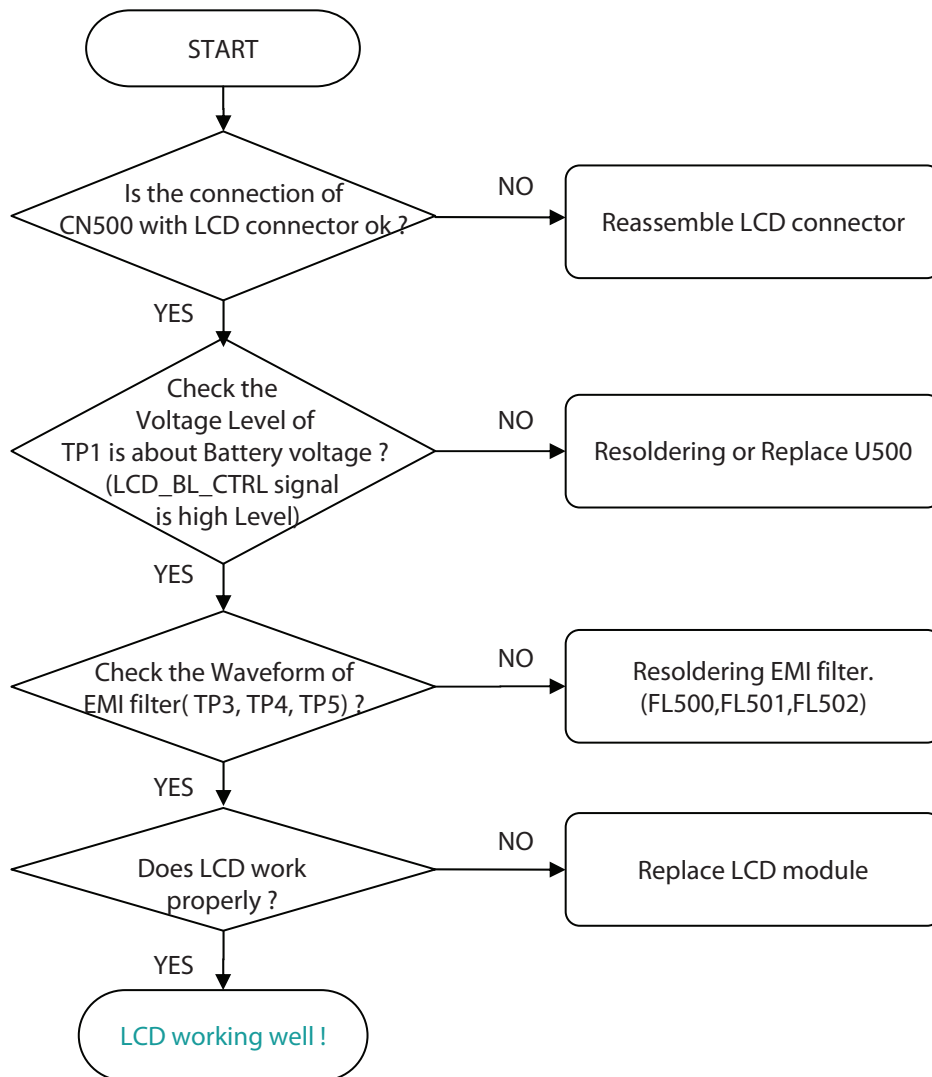 START
Is the connection of
CN500 with LCD connector ok ?
NO
Reassemble LCD connector
YES
Check the
Voltage Level of
TP1 is about Battery voltage ?
(LCD_BL_CTRL signal
is high Level)
NO
Resoldering or Replace U500
YES
Check the Waveform of
EMI filter( TP3, TP4, TP5) ?
NO
Resoldering EMI filter.
(FL500,FL501,FL502)
YES
Does LCD work
properly ?
NO
Replace LCD module
YES
LCD working well !